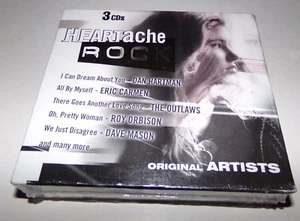 3 CDs
HEARTache
ROCK
I Can Dream About You - DAN HARTMAN
All By Myself - ERIC CARMEN
There Goes Another Love Song - THE OUTLAWS
Oh, Pretty Woman - ROY ORBISON
We Just Disagree - DAVE MASON
and many more....
ORIGINAL ARTISTS